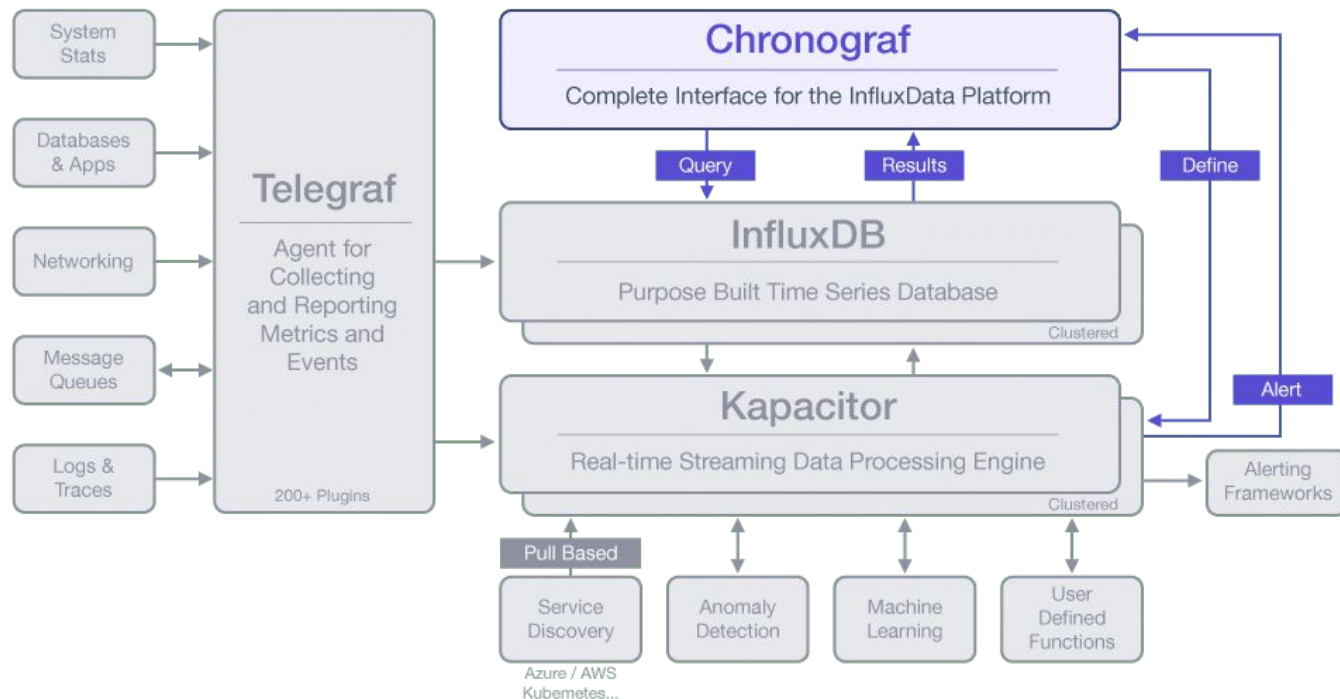 System
Stats
Databases
& Apps
Networking
Message
Queues
Logs &
Traces
Telegraf
Agent for
Collecting
and Reporting
Metrics and
Events
200+ Plugins
Chronograf
Complete Interface for the InfluxData Platform
Query
Results
Define
InfluxDB
Purpose Built Time Series Database
Clustered
Alert
Kapacitor
Real-time Streaming Data Processing Engine
Clustered
Alerting
Frameworks
Pull Based
Service
Discovery
Azure / AWS
Kubernetes...
Anomaly
Detection
Machine
Learning
User
Defined
Functions